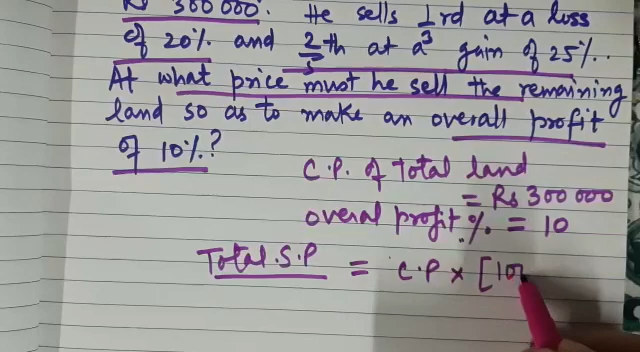 Rs 300000. He sells 1/3rd at a loss
of 20% and 2/5th at a gain of 25%.
At what price must he sell the remaining
land so as to make an overall profit
of 10%?
C.P. of Total land
= Rs 300000
overal profit % = 10
Total S.P = C.P × [10